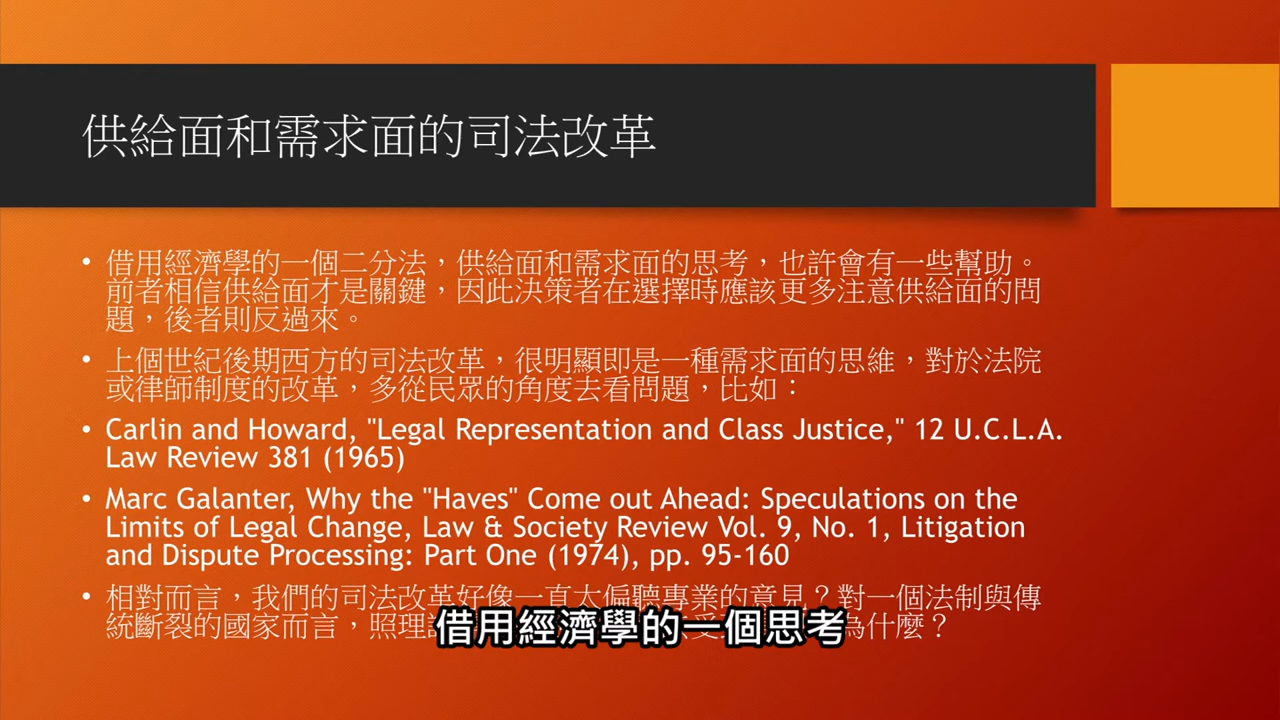 供給面和需求面的司法改革
• 借用經濟學的一個二分法，供給面和需求面的思考，也許會有一些幫助。
前者相信供給面才是關鍵，因此決策者在選擇時應該更多注意供給面的問
題，後者則反過來。
• 上個世紀後期西方的司法改革，很明顯即是一種需求面的思維，對於法院
或律師制度的改革，多從民眾的角度去看問題，比如：
• Carlin and Howard, "Legal Representation and Class Justice," 12 U.C.L.A.
Law Review 381 (1965)
• Marc Galanter, Why the "Haves" Come out Ahead: Speculations on the
Limits of Legal Change, Law & Society Review Vol. 9, No. 1, Litigation
and Dispute Processing: Part One (1974), pp. 95-160
• 相對而言，我們的司法改革好像一直太偏聽專業的意見？對一個法制與傳
統斷裂的國家而言，照理 為什麼？
借用經濟學的一個思考